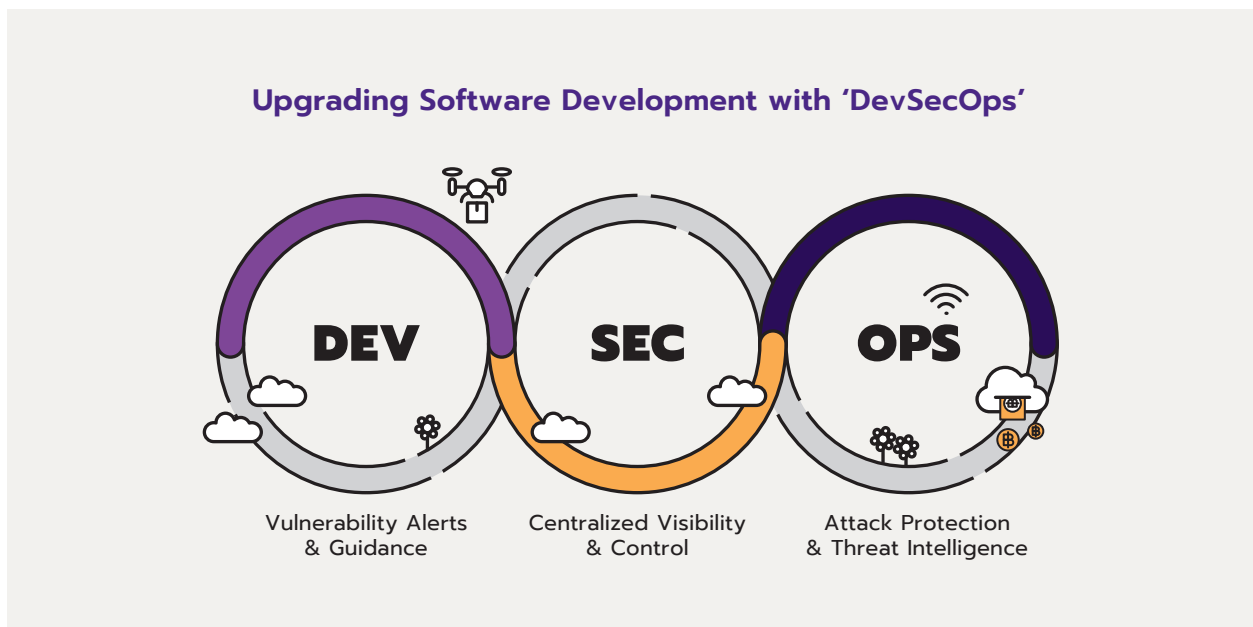 Upgrading Software Development with ‘DevSecOps’
DEV
SEC
OPS
Vulnerability Alerts
& Guidance
Centralized Visibility
& Control
Attack Protection
& Threat Intelligence